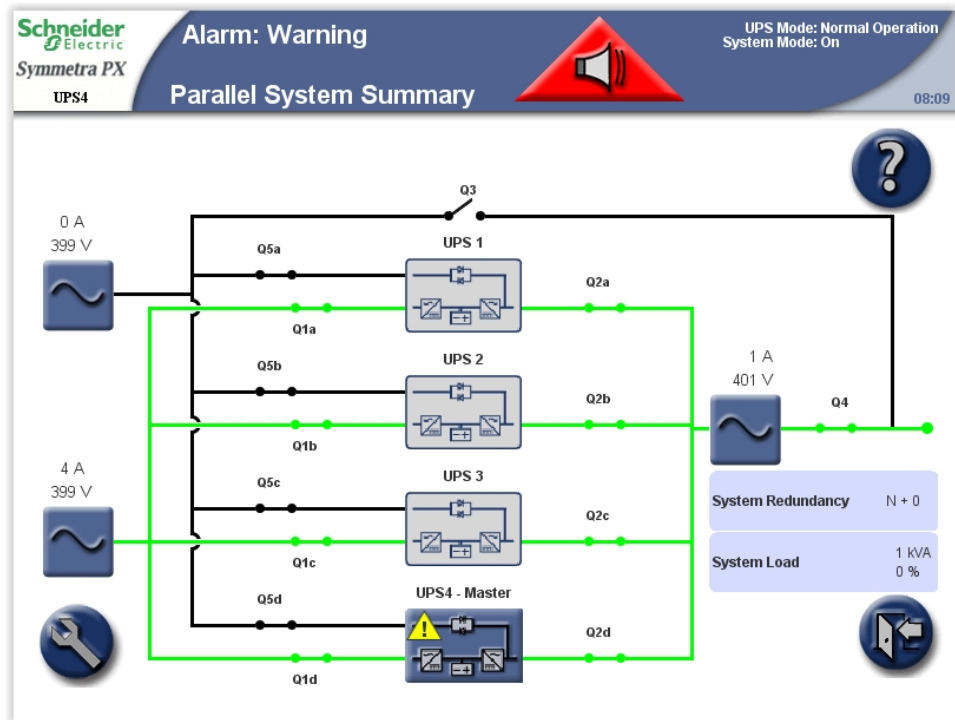 Schneider
Electric
Symmetra PX
UPS4
Alarm: Warning
Parallel System Summary
UPS Mode: Normal Operation
System Mode: On
08:09
Q3
0 A
399 V
Q5a
UPS 1
Q2a
Q1a
Q5b
UPS 2
Q2b
Q1b
1 A
401 V
Q4
4 A
399 V
Q5c
UPS 3
Q2c
Q1c
System Redundancy N + 0
System Load 1 kVA
0 %
Q5d
UPS4 - Master
Q2d
Q1d